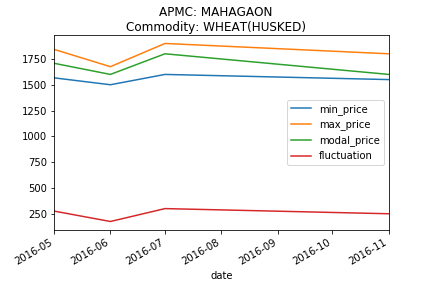 APMC: MAHAGAON
Commodity: WHEAT(HUSKED)
1750
1500
1250
1000
750
500
250
min_price
max_price
modal_price
fluctuation
2016-05
2016-06
2016-07
2016-08
2016-09
2016-10
2016-11
date